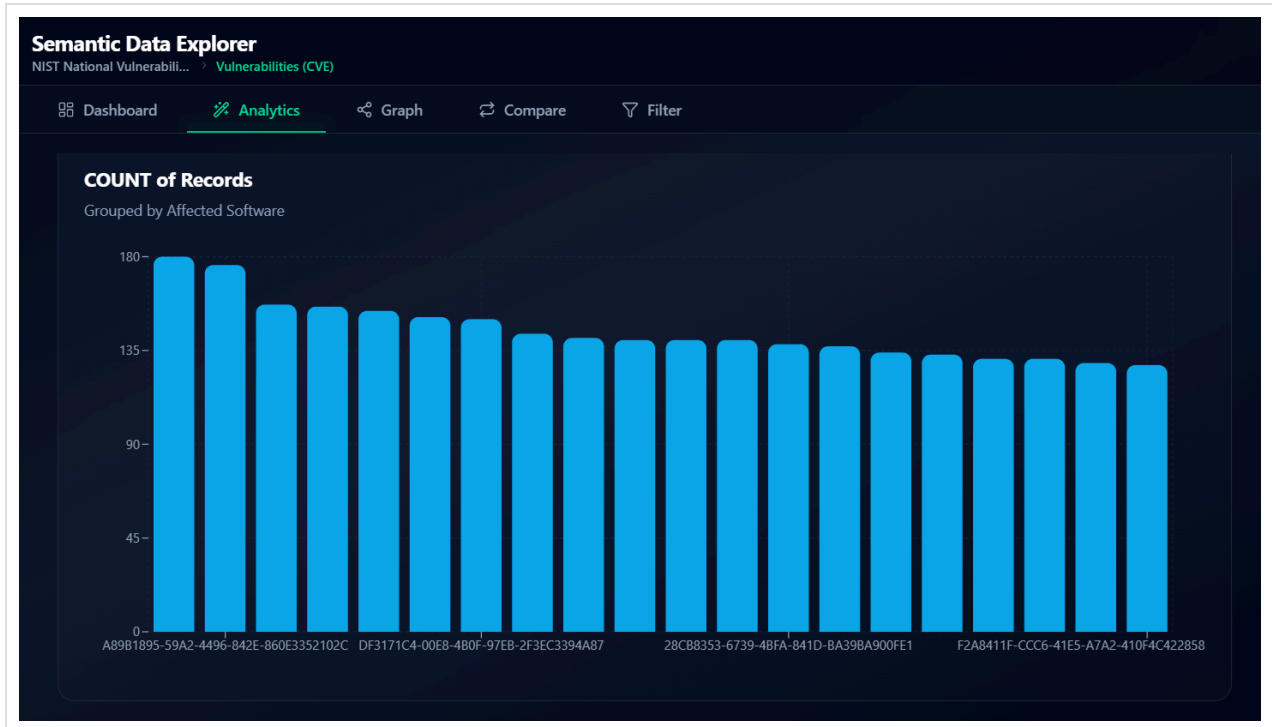 Semantic Data Explorer
NIST National Vulnerabili... > Vulnerabilities (CVE)
Dashboard Analytics Graph Compare Filter
COUNT of Records
Grouped by Affected Software
180
135
90
45
0
A89B1895-59A2-4496-842E-860E3352102C DF3171C4-00E8-4B0F-97EB-2F3EC3394A87 28CB8353-6739-4BFA-841D-BA39BA900FE1 F2A8411F-CCC6-41E5-A7A2-410F4C422858